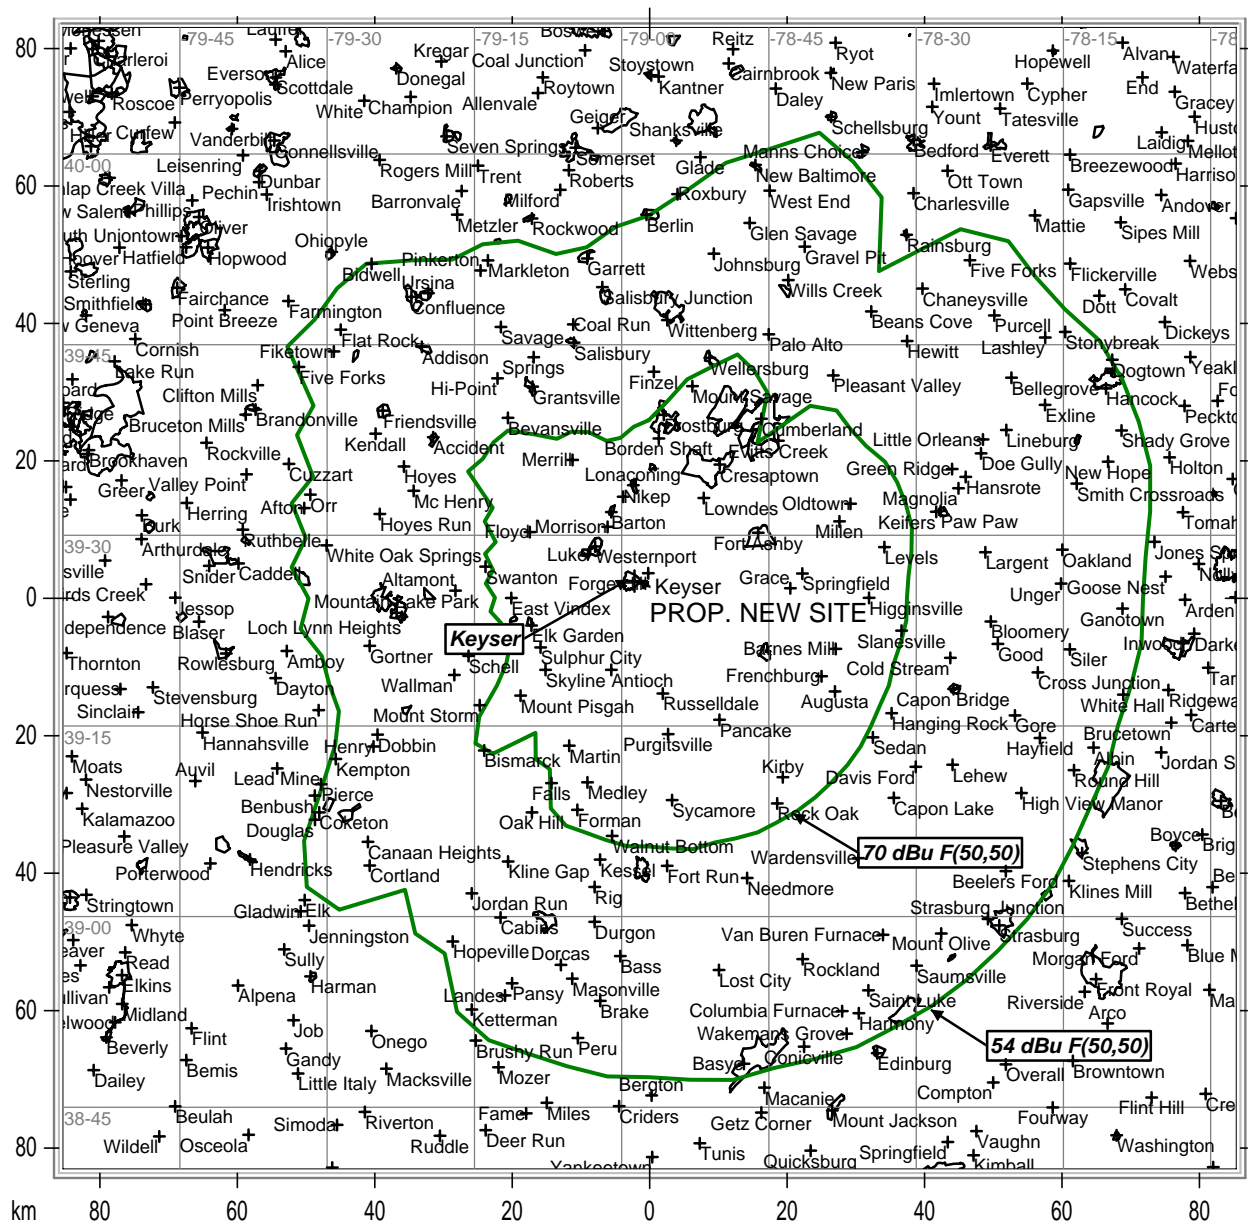 80
60
40
20
0
20
40
60
80
km
80
60
40
20
0
20
40
60
80
-79-45
-79-30
-79-15
-79-00
-78-45
-78-30
-78-15
40-00
39-45
39-30
39-15
39-00
38-45
Alice
Kregar
Coal Junction
Stoystown
Reitz
Ryot
Hopewell
Alvan
Scottdale
Donegal
Roytown
Kantner
Cairnbrook
New Paris
Imlertown
Cypher
End
Roscoe
Perryopolis
White
Champion
Allenvale
Daley
Yount
Tatesville
Gracey
Vanderbilt
Geiger
Shanksville
Schellsburg
Connellsville
Seven Springs
Somerset
Glade
Manns Choice
Bedford
Everett
Breezewood
Laidig
Leisenring
Rogers Mill
Trent
Roberts
New Baltimore
Ott Town
Dunbar
Pechin
Irishtown
Barronvale
Milford
Roxbury
West End
Charlesville
Gapsville
Andover
Phillips
Metzler
Rockwood
Berlin
Glen Savage
Mattie
Sipes Mill
Oliver
Hatfield
Hopwood
Ohiopyle
Pinkerton
Markleton
Garrett
Johnsburg
Gravel Pit
Rainsburg
Five Forks
Flickerville
Sterling
Bidwell
Ursina
Smithfield
Fairchance
Farmington
Confluence
Salisbury Junction
Wills Creek
Chaneysville
Dott
Covalt
Point Breeze
Flat Rock
Savage
Coal Run
Wittenberg
Palo Alto
Beans Cove
Purcell
Stonybreak
Dickeys
Cornish
Fiketown
Addison
Salisbury
Hewitt
Lashley
Lake Run
Five Forks
Springs
Wellersburg
Dogtown
Clifton Mills
Hi-Point
Grantsville
Finzel
Mount Savage
Pleasant Valley
Bellegrove
Hancock
Bruceton Mills
Brandonville
Friendsville
Bevansville
Frostburg
Cumberland
Exline
Kendall
Accident
Borden Shaft
Little Orleans
Lineburg
Shady Grove
Brookhaven
Rockville
Merrill
Evitts Creek
Doe Gully
Holton
Greer
Valley Point
Cuzzart
Hoyes
Lonaconing
Cresaptown
Green Ridge
Hansrote
New Hope
Smith Crossroads
Herring
Afton
Orr
Mc Henry
Nikep
Lowndes
Oldtown
Magnolia
Hoyes Run
Floyd
Morrison
Barton
Millen
Keifers
Paw Paw
Arthurdale
Ruthbelle
White Oak Springs
Luke
Westernport
Fort Ashby
Levels
Largent
Oakland
Snider
Caddell
Altamont
Swanton
Forge
Keyser
Grace
Springfield
Unger
Goose Nest
Jessop
Mountain Lake Park
East Vindex
PROP. NEW SITE
Higginsville
Ganotown
Arden
Blaser
Loch Lynn Heights
Keyser
Elk Garden
Slanesville
Bloomery
Inwood
Rowlesburg
Amboy
Gortner
Schell
Sulphur City
Barnes Mill
Cold Stream
Good
Siler
Thornton
Dayton
Wallman
Skyline
Antioch
Frenchburg
Cross Junction
Stevensburg
Mount Pisgah
Russelldale
Augusta
Capon Bridge
White Hall
Sinclair
Horse Shoe Run
Mount Storm
Pancake
Hanging Rock
Gore
Hannahsville
Henry
Dobbin
Purgitsville
Sedan
Hayfield
Brucetown
Moats
Kempton
Bismarck
Martin
Albin
Auvil
Lead Mine
Kirby
Davis Ford
Lehew
Round Hill
Nestorville
Pierce
Falls
Medley
High View Manor
Kalamazoo
Benbush
Coketon
Oak Hill
Forman
Sycamore
Rock Oak
Capon Lake
Douglas
Walnut Bottom
70 dBu F(50,50)
Boyce
Pleasure Valley
Canaan Heights
Wardensville
Stephens City
Porterwood
Hendricks
Cortland
Kline Gap
Kessel
Fort Run
Needmore
Beelers Ford
Klines Mill
Stringtown
Gladwin
Elk
Jordan Run
Rig
Strasburg Junction
Whyte
Jennington
Cabins
Durgon
Van Buren Furnace
Strasburg
Success
Read
Sully
Hopeville
Dorcas
Bass
Mount Olive
Morgan Ford
Elkins
Harman
Lost City
Rockland
Saumsville
Alpena
Landes
Pansy
Masonville
Saint Luke
Riverside
Front Royal
Midland
Ketterman
Brake
Columbia Furnace
Harmony
Arco
Beverly
Flint
Job
Onego
Brushy Run
Peru
Wakemans Grove
54 dBu F(50,50)
Bemis
Gandy
Basye
Conicville
Edinburg
Dailey
Little Italy
Macksville
Mozer
Bergton
Overall
Browntown
Macanie
Compton
Beulah
Simoda
Riverton
Fame
Miles
Criders
Getz Corner
Mount Jackson
Fourway
Flint Hill
Wildell
Osceola
Ruddle
Deer Run
Tunis
Quicksburg
Springfield
Vaughn
Washington
Yankeetown
Kimball